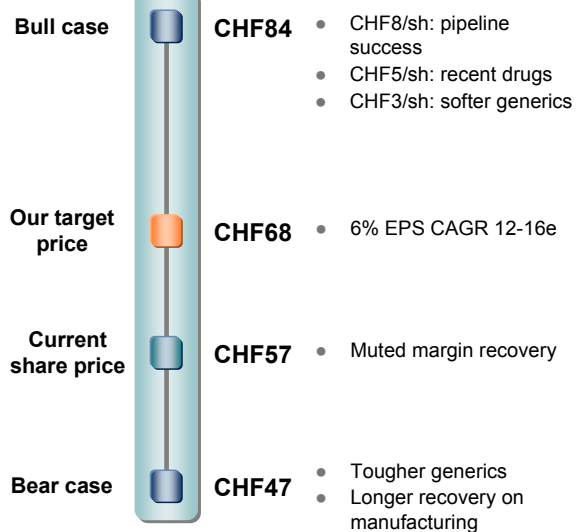 Bull case CHF84 • CHF8/sh: pipeline
success
• CHF5/sh: recent drugs
• CHF3/sh: softer generics
Our target
price CHF68 • 6% EPS CAGR 12-16e
Current
share price CHF57 • Muted margin recovery
Bear case CHF47 • Tougher generics
• Longer recovery on
manufacturing